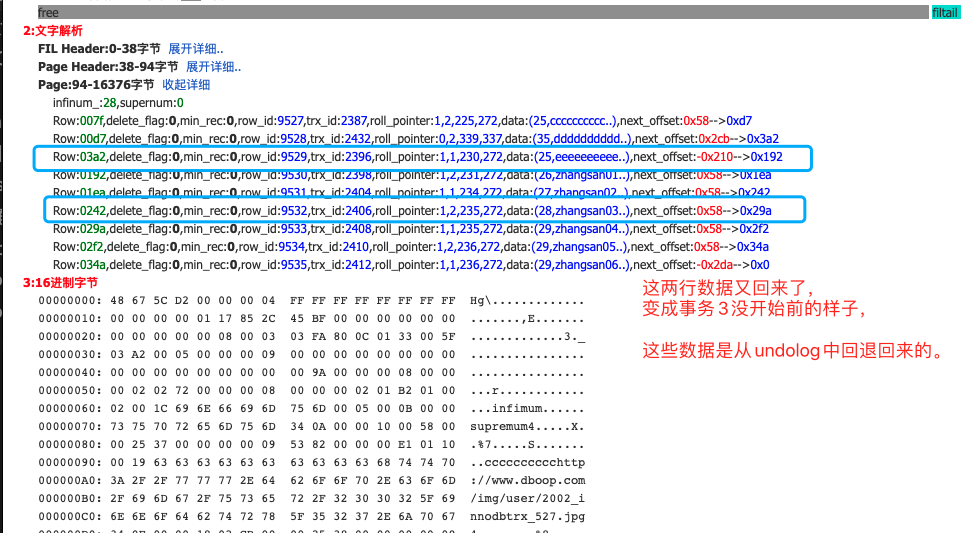 free filtail
2:文字解析
FIL Header:0-38字节 展开详细..
Page Header:38-94字节 展开详细..
Page:94-16376字节 收起详细
infinum_:28,supernum:0
Row:007f,delete_flag:0,min_rec:0,row_id:9527,trx_id:2387,roll_pointer:1,2,225,272,data:(25,cccccccccc..),next_offset:0x58-->0xd7
Row:00d7,delete_flag:0,min_rec:0,row_id:9528,trx_id:2432,roll_pointer:0,2,339,337,data:(35,dddddddddd..),next_offset:0x2cb-->0x3a2
Row:03a2,delete_flag:0,min_rec:0,row_id:9529,trx_id:2396,roll_pointer:1,1,230,272,data:(25,eeeeeeeeee..),next_offset:-0x210-->0x192
Row:0192,delete_flag:0,min_rec:0,row_id:9530,trx_id:2398,roll_pointer:1,2,231,272,data:(26,zhangsan01..),next_offset:0x58-->0x1ea
Row:01ea,delete_flag:0,min_rec:0,row_id:9531,trx_id:2404,roll_pointer:1,1,234,272,data:(27,zhangsan02..),next_offset:0x58-->0x242
Row:0242,delete_flag:0,min_rec:0,row_id:9532,trx_id:2406,roll_pointer:1,2,235,272,data:(28,zhangsan03..),next_offset:0x58-->0x29a
Row:029a,delete_flag:0,min_rec:0,row_id:9533,trx_id:2408,roll_pointer:1,1,235,272,data:(29,zhangsan04..),next_offset:0x58-->0x2f2
Row:02f2,delete_flag:0,min_rec:0,row_id:9534,trx_id:2410,roll_pointer:1,2,236,272,data:(29,zhangsan05..),next_offset:0x58-->0x34a
Row:034a,delete_flag:0,min_rec:0,row_id:9535,trx_id:2412,roll_pointer:1,1,236,272,data:(29,zhangsan06..),next_offset:-0x2da-->0x0
3:16进制字节
这两行数据又回来了，
变成事务3没开始前的样子，
这些数据是从undolog中回退回来的。
00000000: 48 67 5C D2 00 00 00 04 FF FF FF FF FF FF FF FF Hg\.............
00000010: 00 00 00 00 01 17 85 2C 45 BF 00 00 00 00 00 00 .......,E.......
00000020: 00 00 00 00 00 08 00 03 03 FA 80 0C 01 33 00 5F .............3._
00000030: 03 A2 00 05 00 00 00 09 00 00 00 00 00 00 00 00 ................
00000040: 00 00 00 00 00 00 00 00 00 9A 00 00 00 08 00 00 ................
00000050: 00 02 02 72 00 00 00 08 00 00 00 02 01 B2 01 00 ...r............
00000060: 02 00 1C 69 6E 66 69 6D 75 6D 00 05 00 0B 00 00 ...infimum......
00000070: 73 75 70 72 65 6D 75 6D 34 0A 00 00 10 00 58 00 supremum4.....X.
00000080: 00 25 37 00 00 00 00 09 53 82 00 00 00 E1 01 10 .%7.....S.......
00000090: 00 19 63 63 63 63 63 63 63 63 63 63 68 74 74 70 ..cccccccccchttp
000000A0: 3A 2F 2F 77 77 77 2E 64 62 6F 6F 70 2E 63 6F 6D ://www.dboop.com
000000B0: 2F 69 6D 67 2F 75 73 65 72 2F 32 30 30 32 5F 69 /img/user/2002_i
000000C0: 6E 6E 6F 64 62 74 72 78 5F 35 32 37 2E 6A 70 67 nnodbtrx_527.jpg